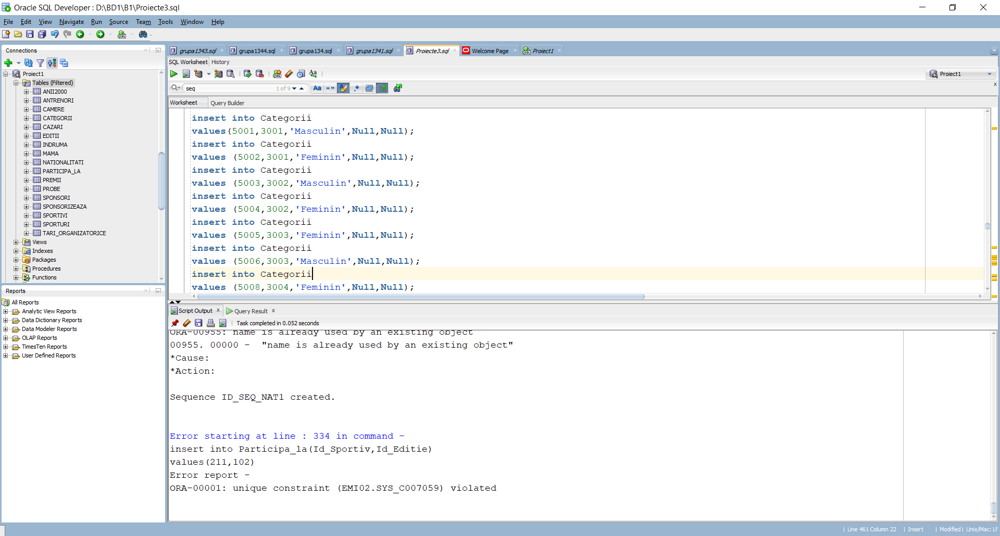 Oracle SQL Developer : D:\BD1\B1\Proiecte3.sql
File Edit View Navigate Run Source Team Tools Window Help
Connections
Project1
Tables (Filtered)
ANII2000
ANTRENORI
CAMERE
CATEGORII
CAZARI
EDITII
INDRUMA
MAMA
NATIONALITATI
PARTICIPA_LA
PREMII
PROBE
SPONSORI
SPONSORIZEAZA
SPORTIVI
SPORTURI
TARI_ORGANIZATORICE
Views
Indexes
Packages
Procedures
Functions
Reports
All Reports
Analytic View Reports
Data Dictionary Reports
Data Modeler Reports
OLAP Reports
TimesTen Reports
User Defined Reports
grupa1343.sql grupa1344.sql grupa134.sql grupa1341.sql Proiecte3.sql Welcome Page Project1
SQL Worksheet History
Project1
seq 1 of 9
Worksheet Query Builder
insert into Categorii
values(5001,3001,'Masculin',Null,Null);
insert into Categorii
values (5002,3001,'Feminin',Null,Null);
insert into Categorii
values (5003,3002,'Masculin',Null,Null);
insert into Categorii
values (5004,3002,'Feminin',Null,Null);
insert into Categorii
values (5005,3003,'Feminin',Null,Null);
insert into Categorii
values (5006,3003,'Masculin',Null,Null);
insert into Categorii
values (5008,3004,'Feminin',Null,Null);
Script Output Query Result
Task completed in 0.052 seconds
ORA-00955: name is already used by an existing object
00955. 00000 - "name is already used by an existing object"
*Cause:
*Action:
Sequence ID_SEQ_NAT1 created.
Error starting at line : 334 in command -
insert into Participa_la(Id_Sportiv,Id_Editie)
values(211,102)
Error report -
ORA-00001: unique constraint (EMI02.SYS_C007059) violated
Line 461 Column 22 Insert Modified Unix/Mac: LF